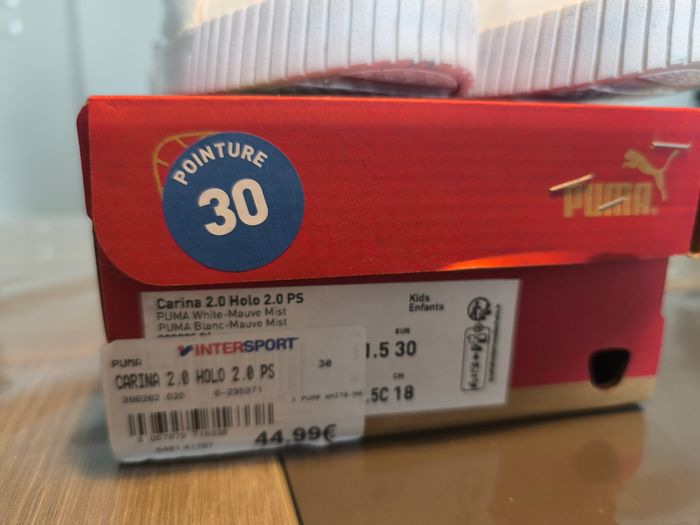 POINTURE
30
PUMA
Carina 2.0 Holo 2.0 PS
PUMA White-Mauve Mist
PUMA Blanc-Mauve Mist
Kids
Enfants
EUR
1.5 30
CH
.5C 18
INTERSPORT
PUMA
30
CARINA 2.0 HOLO 2.0 PS
44.99€